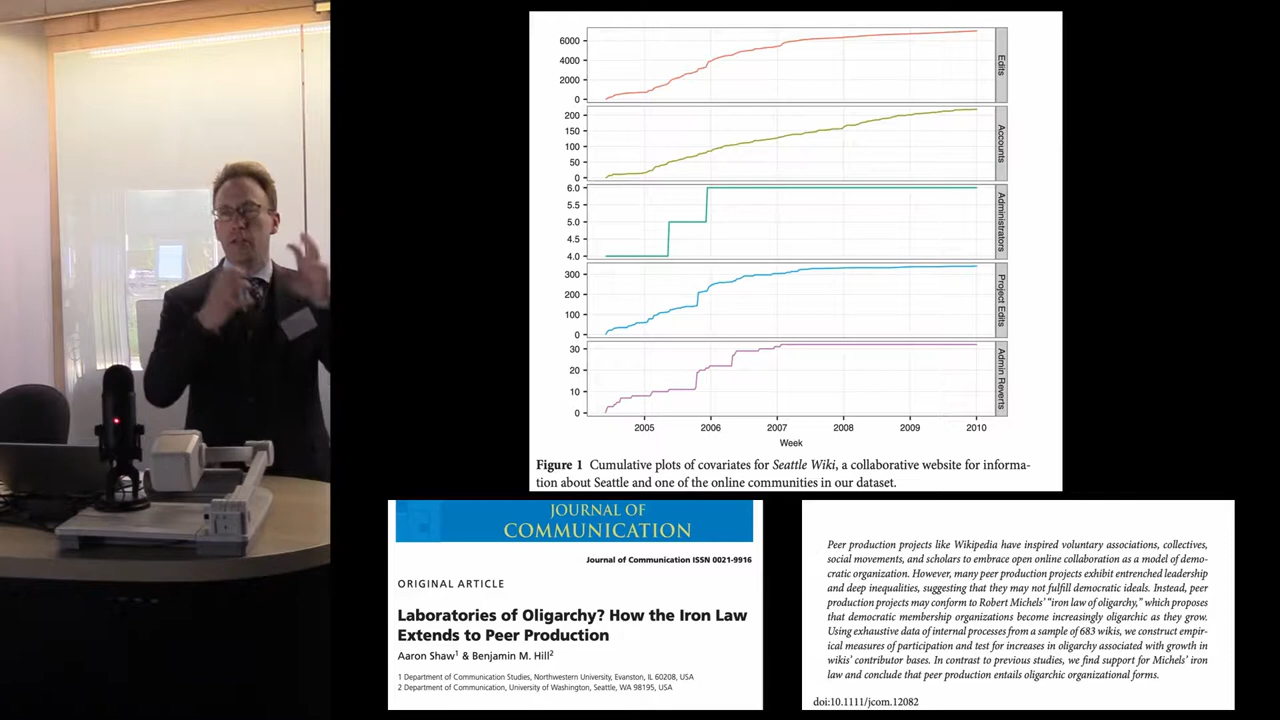 6000
4000
2000
0
Edits
200
150
100
50
0
Accounts
6.0
5.5
5.0
4.5
4.0
Administrators
300
200
100
0
Project Edits
30
20
10
0
Admin Reverts
2005 2006 2007 2008 2009 2010
Week
Figure 1 Cumulative plots of covariates for Seattle Wiki, a collaborative website for informa-
tion about Seattle and one of the online communities in our dataset.
JOURNAL OF
COMMUNICATION
Journal of Communication ISSN 0021-9916
ORIGINAL ARTICLE
Laboratories of Oligarchy? How the Iron Law
Extends to Peer Production
Aaron Shaw¹ & Benjamin M. Hill²
1 Department of Communication Studies, Northwestern University, Evanston, IL 60208, USA
2 Department of Communication, University of Washington, Seattle, WA 98195, USA
Peer production projects like Wikipedia have inspired voluntary associations, collectives,
social movements, and scholars to embrace open online collaboration as a model of demo-
cratic organization. However, many peer production projects exhibit entrenched leadership
and deep inequalities, suggesting that they may not fulfill democratic ideals. Instead, peer
production projects may conform to Robert Michels' "iron law of oligarchy," which proposes
that democratic membership organizations become increasingly oligarchic as they grow.
Using exhaustive data of internal processes from a sample of 683 wikis, we construct empir-
ical measures of participation and test for increases in oligarchy associated with growth in
wikis' contributor bases. In contrast to previous studies, we find support for Michels' iron
law and conclude that peer production entails oligarchic organizational forms.
doi:10.1111/jcom.12082